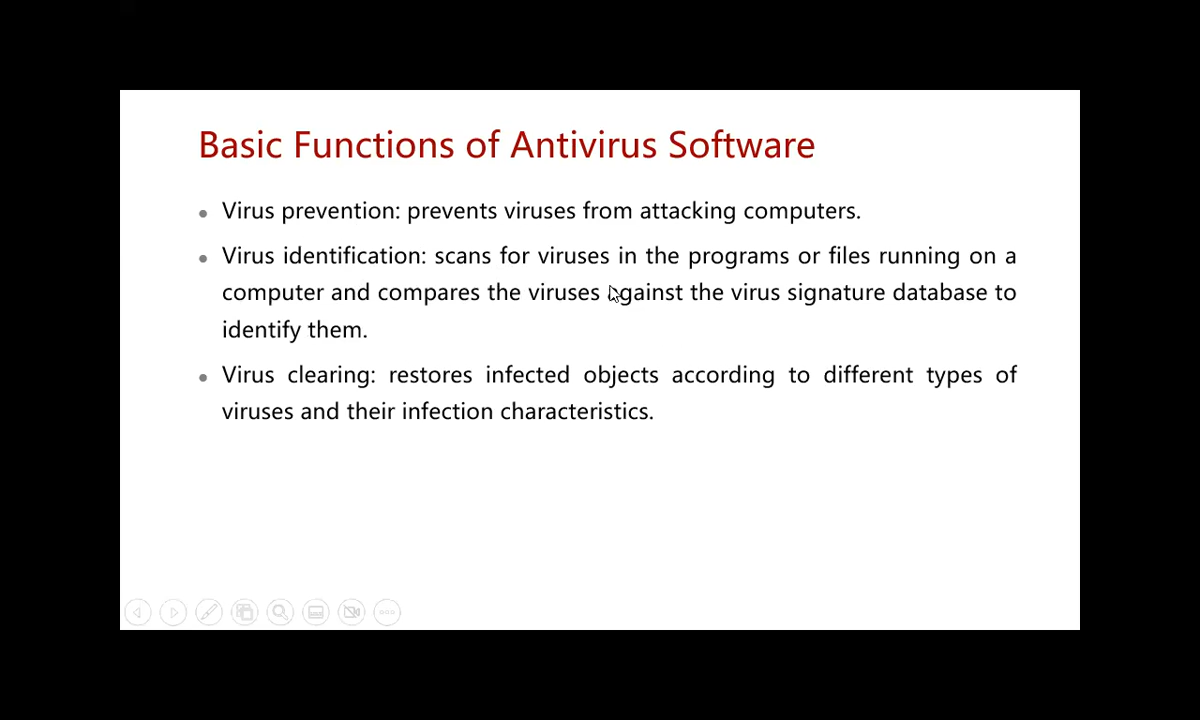 Basic Functions of Antivirus Software
Virus prevention: prevents viruses from attacking computers.
Virus identification: scans for viruses in the programs or files running on a
computer and compares the viruses against the virus signature database to
identify them.
Virus clearing: restores infected objects according to different types of
viruses and their infection characteristics.